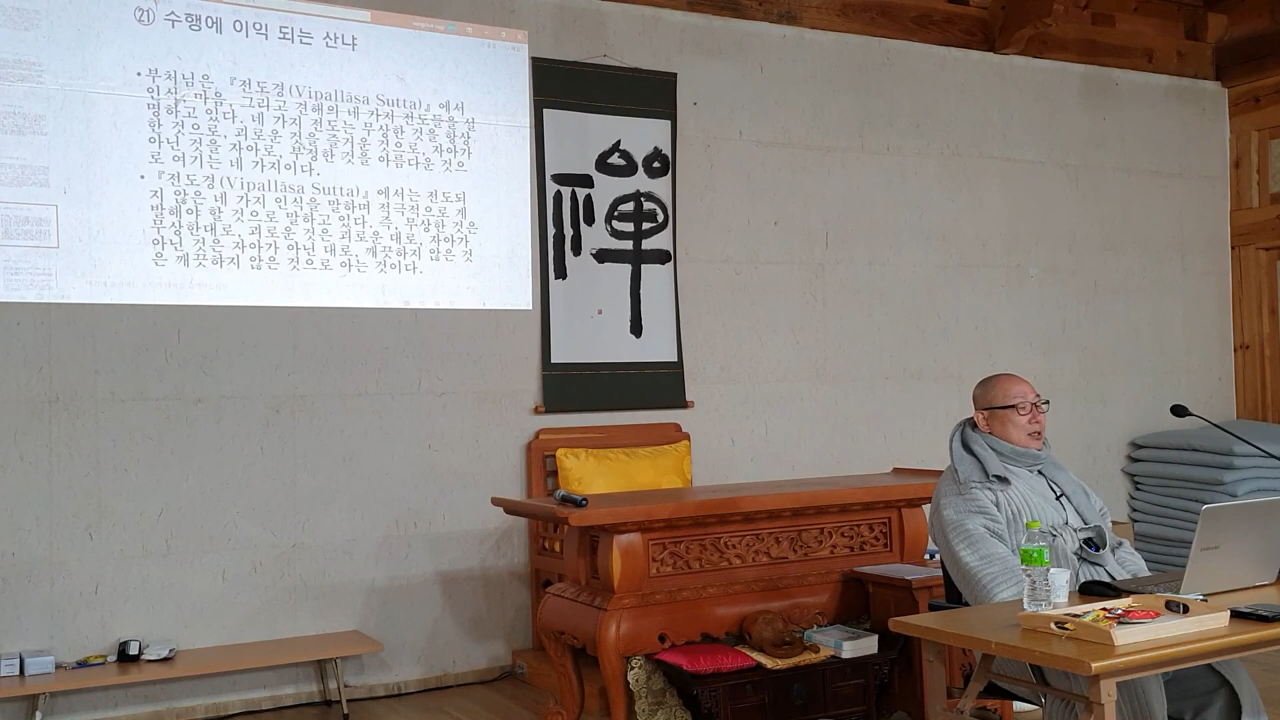 ㉑ 수행에 이익 되는 산냐
•부처님은 『전도경(Vipallāsa Sutta)』에서
인식, 마음, 그리고 견해의 네 가지 전도들을 설
명하고 있다. 네 가지 전도는 무상한 것을 항상
한 것으로, 괴로운 것을 즐거운 것으로, 자아가
아닌 것을 자아로, 부정한 것을 아름다운 것으
로 여기는 네 가지이다.
•『전도경(Vipallāsa Sutta)』에서는 전도되
지 않은 네 가지 인식을 말하며 적극적으로 계
발해야 할 것으로 말하고 있다. 즉, 무상한 것은
무상한대로, 괴로운 것은 괴로운 대로, 자아가
아닌 것은 자아가 아닌 대로, 깨끗하지 않은 것
은 깨끗하지 않은 것으로 아는 것이다.
禪
SAMSUNG